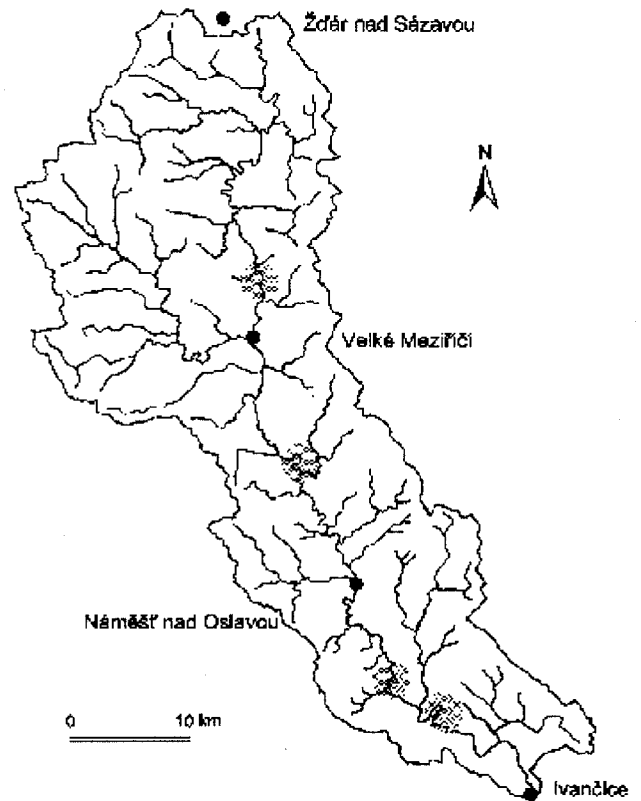 Žďár nad Sázavou
N
Velké Meziříčí
Náměšť nad Oslavou
0 10 km
Ivančice